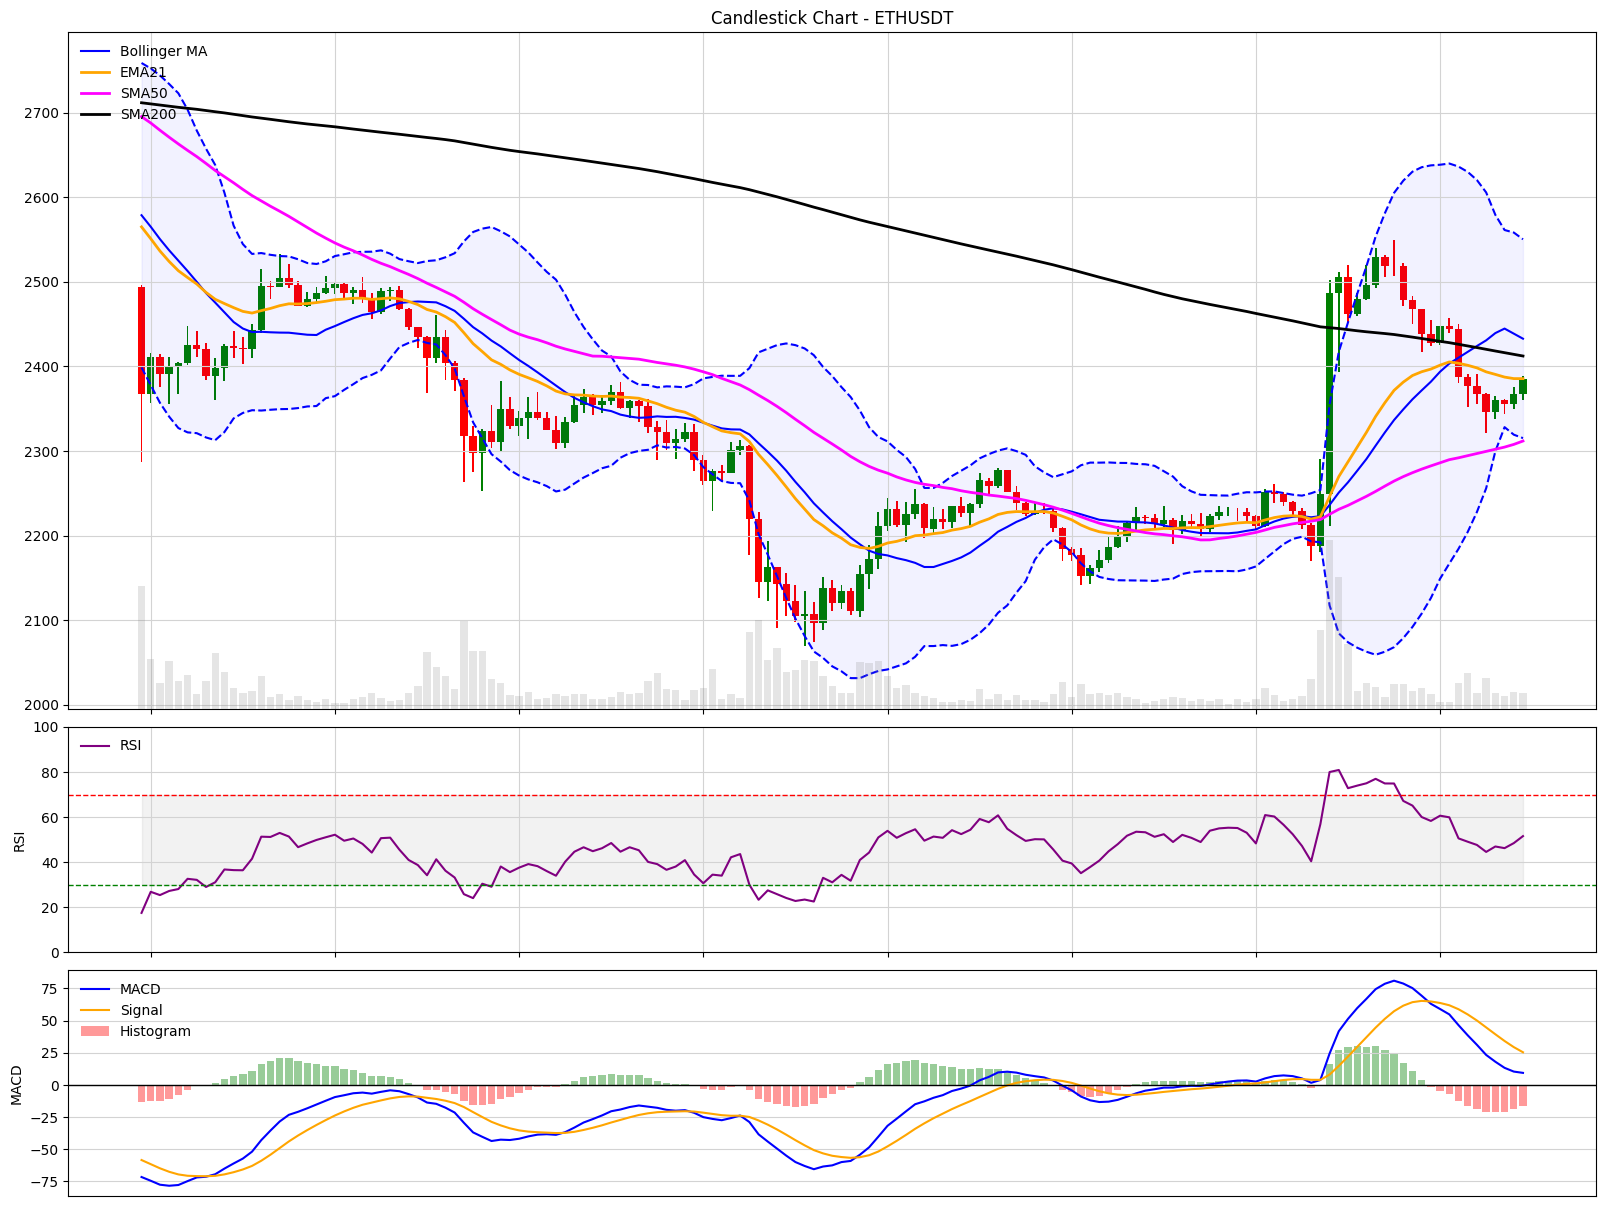 Candlestick Chart - ETHUSDT
Bollinger MA
EMA21
SMA50
SMA200
2700
2600
2500
2400
2300
2200
2100
2000
RSI
100
80
60
40
20
0
RSI
MACD
Signal
Histogram
75
50
25
0
−25
−50
−75
MACD